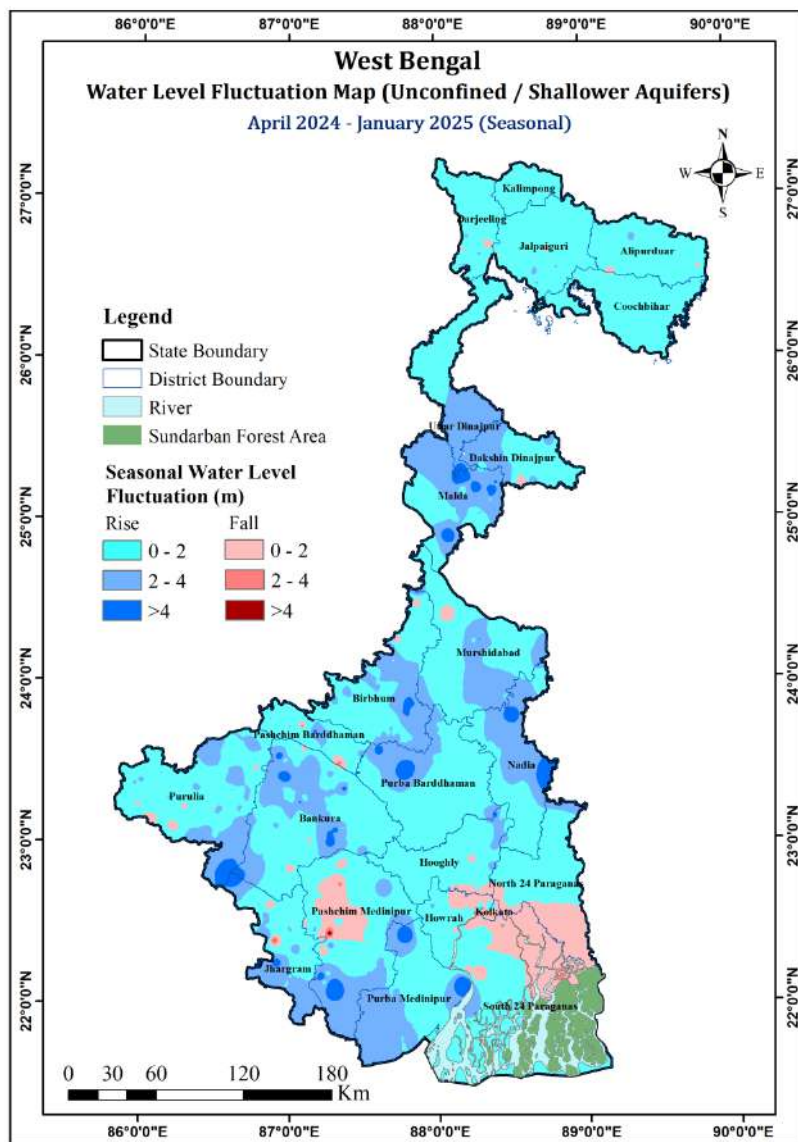 86°0'0"E 87°0'0"E 88°0'0"E 89°0'0"E 90°0'0"E
West Bengal
Water Level Fluctuation Map (Unconfined / Shallower Aquifers)
April 2024 - January 2025 (Seasonal)
N
W E
S
27°0'0"N 27°0'0"N
26°0'0"N 26°0'0"N
25°0'0"N 25°0'0"N
24°0'0"N 24°0'0"N
23°0'0"N 23°0'0"N
22°0'0"N 22°0'0"N
Kalimpong
Darjeeling
Jalpaiguri
Alipurduar
Coochbihar
Legend
State Boundary
District Boundary
River
Sundarban Forest Area
Seasonal Water Level
Fluctuation (m)
Rise Fall
0 - 2 0 - 2
2 - 4 2 - 4
>4 >4
Uttar Dinajpur
Dakshin Dinajpur
Malda
Murshidabad
Birbhum
Pashchim Barddhaman
Nadia
Purba Barddhaman
Purulia
Bankura
Hooghly
North 24 Paraganas
Pashchim Medinipur
Howrah
Kolkata
Jhargram
Purba Medinipur
South 24 Paraganas
0 30 60 120 180
Km
86°0'0"E 87°0'0"E 88°0'0"E 89°0'0"E 90°0'0"E